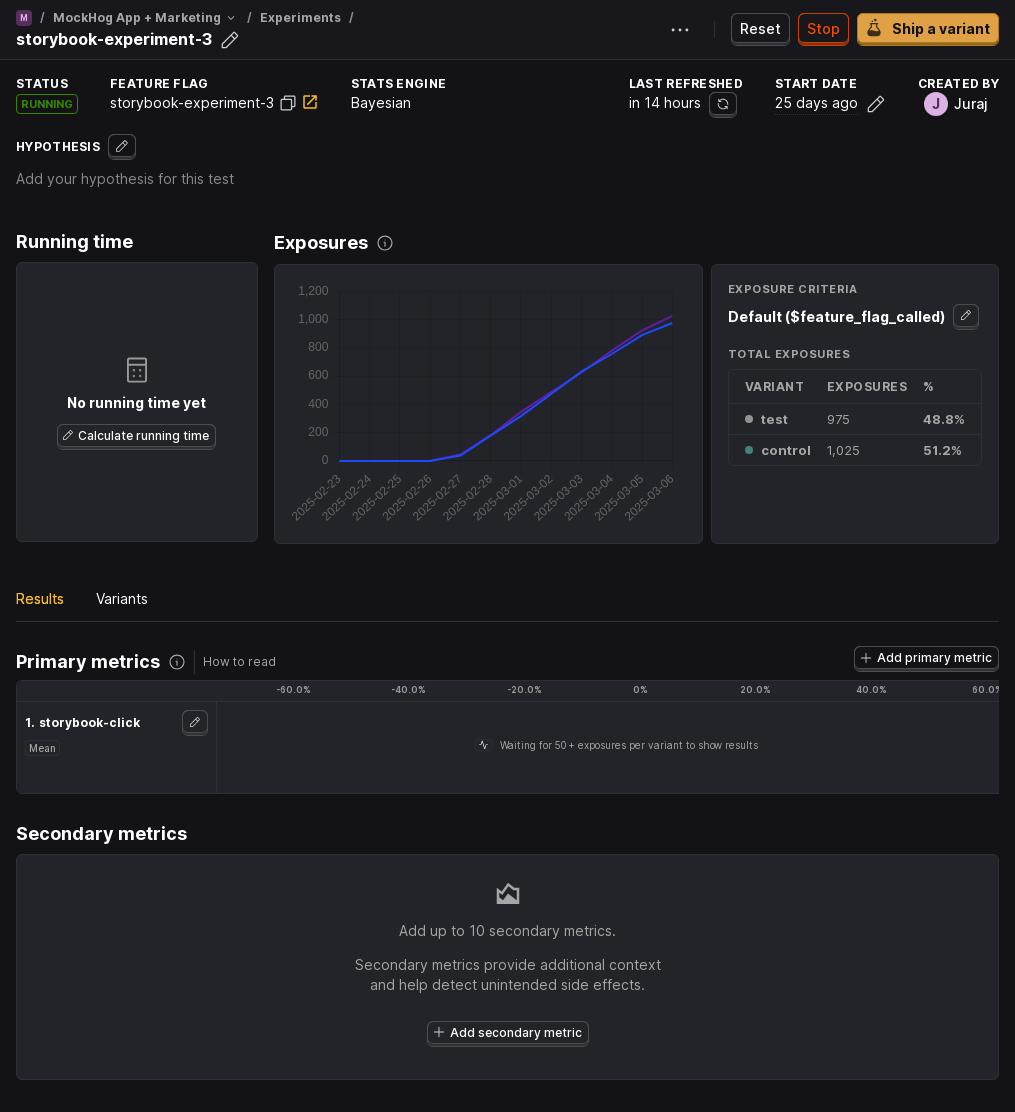 M / MockHog App + Marketing / Experiments /
storybook-experiment-3
Reset
Stop
Ship a variant
STATUS
RUNNING
FEATURE FLAG
storybook-experiment-3
STATS ENGINE
Bayesian
LAST REFRESHED
in 14 hours
START DATE
25 days ago
CREATED BY
J Juraj
HYPOTHESIS
Add your hypothesis for this test
Running time
No running time yet
Calculate running time
Exposures
1,200
1,000
800
600
400
200
0
2025-02-23
2025-02-24
2025-02-25
2025-02-26
2025-02-27
2025-02-28
2025-03-01
2025-03-02
2025-03-03
2025-03-04
2025-03-05
2025-03-06
EXPOSURE CRITERIA
Default ($feature_flag_called)
TOTAL EXPOSURES
VARIANT EXPOSURES %
test 975 48.8%
control 1,025 51.2%
Results Variants
Primary metrics
How to read
Add primary metric
-60.0% -40.0% -20.0% 0% 20.0% 40.0% 60.0%
1. storybook-click
Mean
Waiting for 50+ exposures per variant to show results
Secondary metrics
Add up to 10 secondary metrics.
Secondary metrics provide additional context
and help detect unintended side effects.
Add secondary metric